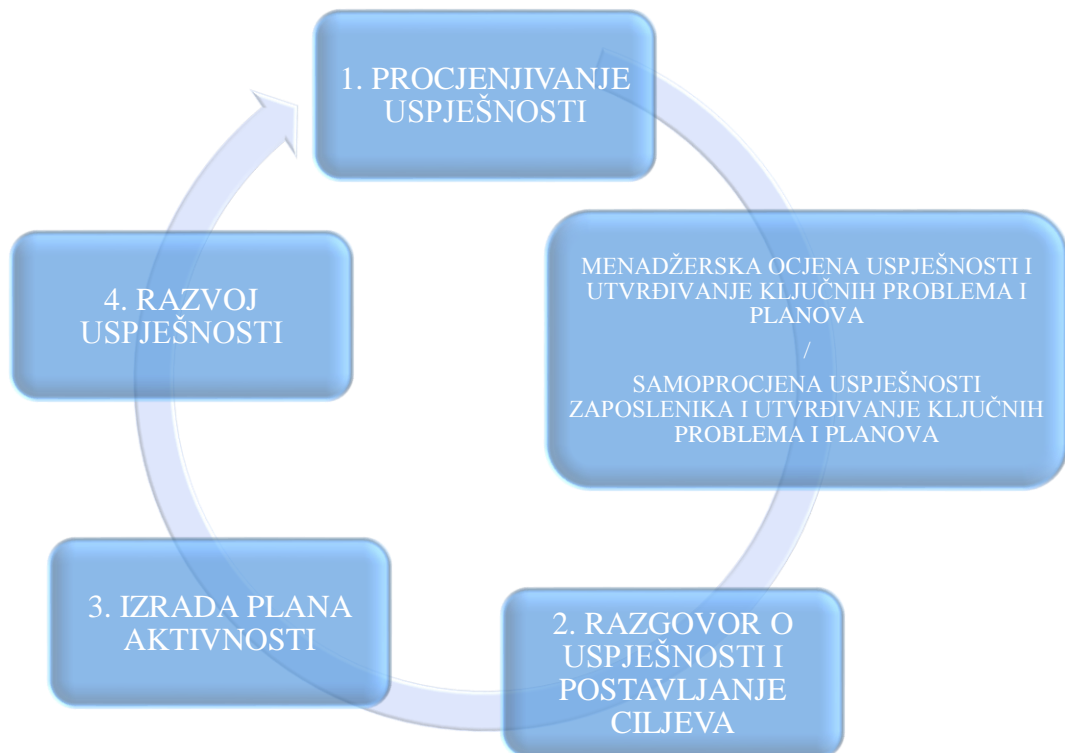 1. PROCJENJIVANJE
USPJEŠNOSTI
MENADŽERSKA OCJENA USPJEŠNOSTI I
UTVRĐIVANJE KLJUČNIH PROBLEMA I
PLANOVA
/
SAMOPROCJENA USPJEŠNOSTI
ZAPOSLENIKA I UTVRĐIVANJE KLJUČNIH
PROBLEMA I PLANOVA
2. RAZGOVOR O
USPJEŠNOSTI I
POSTAVLJANJE
CILJEVA
3. IZRADA PLANA
AKTIVNOSTI
4. RAZVOJ
USPJEŠNOSTI